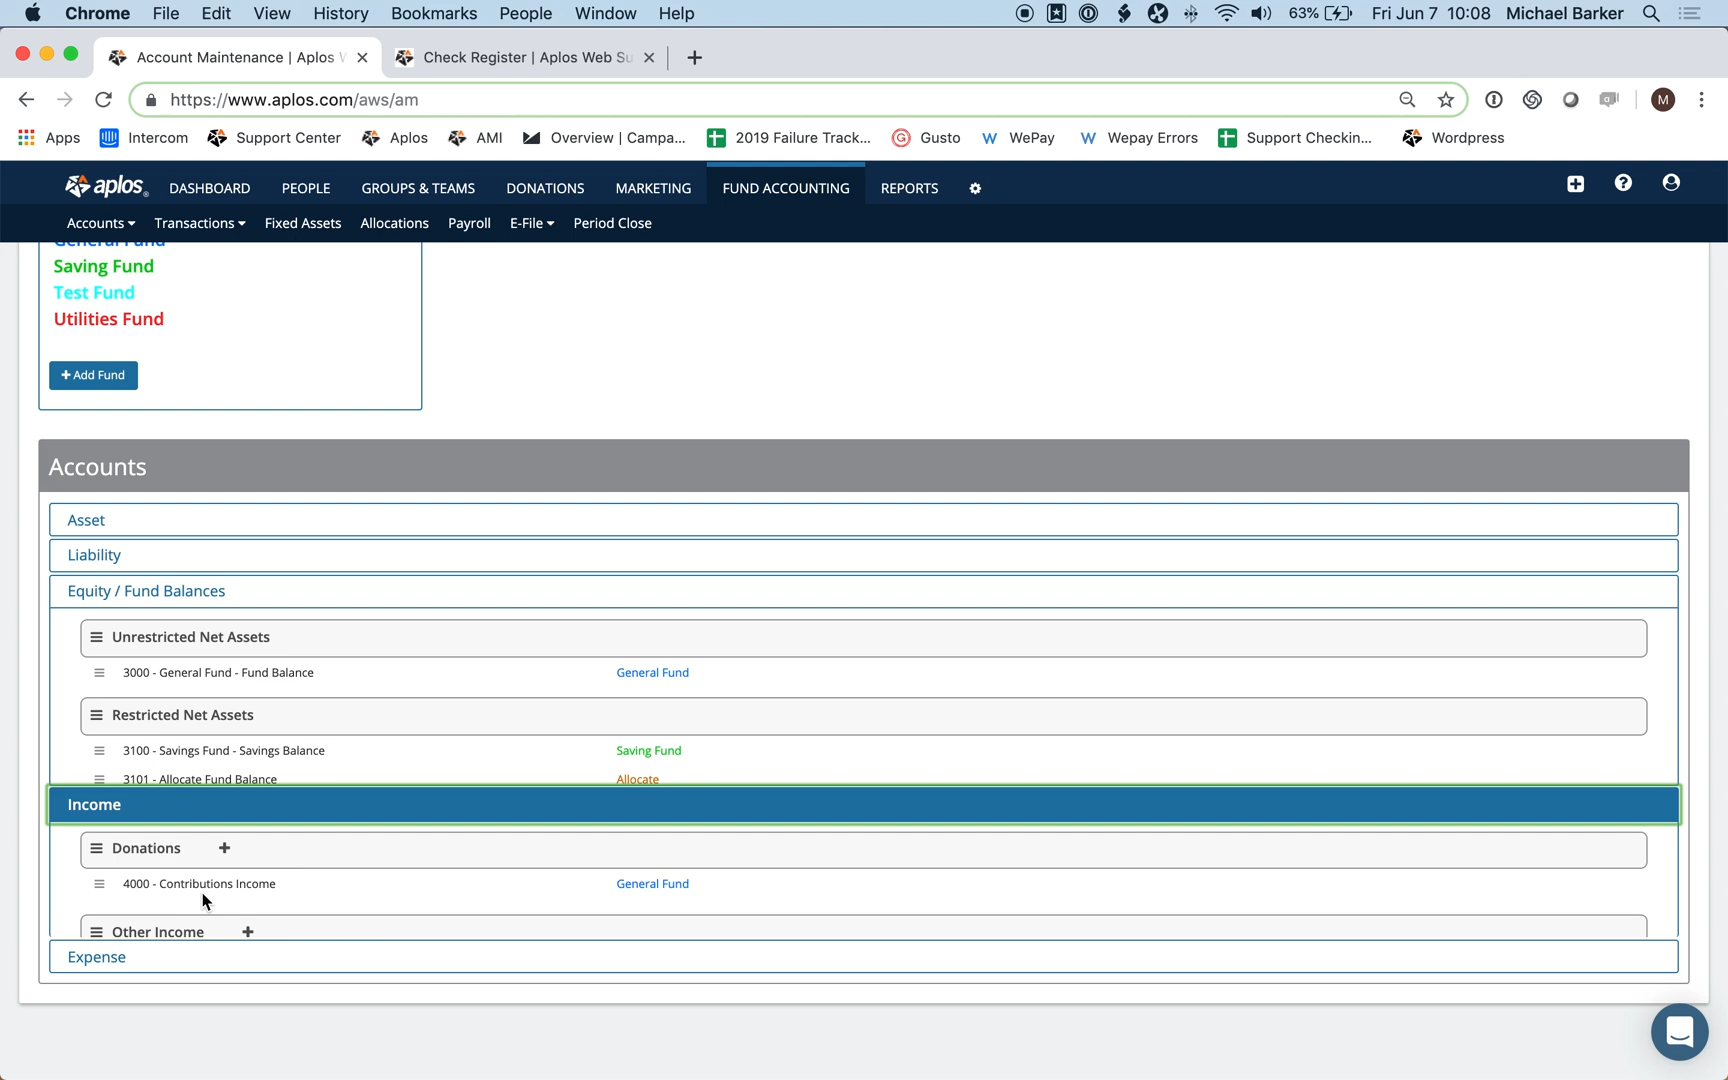 Chrome File Edit View History Bookmarks People Window Help 63% Fri Jun 7 10:08 Michael Barker
Account Maintenance | Aplos W Check Register | Aplos Web Su
https://www.aplos.com/aws/am M
Apps Intercom Support Center Aplos AMI Overview | Campa... 2019 Failure Track... Gusto WePay Wepay Errors Support Checkin... Wordpress
aplos DASHBOARD PEOPLE GROUPS & TEAMS DONATIONS MARKETING FUND ACCOUNTING REPORTS
Accounts Transactions Fixed Assets Allocations Payroll E-File Period Close
General Fund
Saving Fund
Test Fund
Utilities Fund
+ Add Fund
Accounts
Asset
Liability
Equity / Fund Balances
Unrestricted Net Assets
3000 - General Fund - Fund Balance General Fund
Restricted Net Assets
3100 - Savings Fund - Savings Balance Saving Fund
3101 - Allocate Fund Balance Allocate
Income
Donations +
4000 - Contributions Income General Fund
Other Income +
Expense